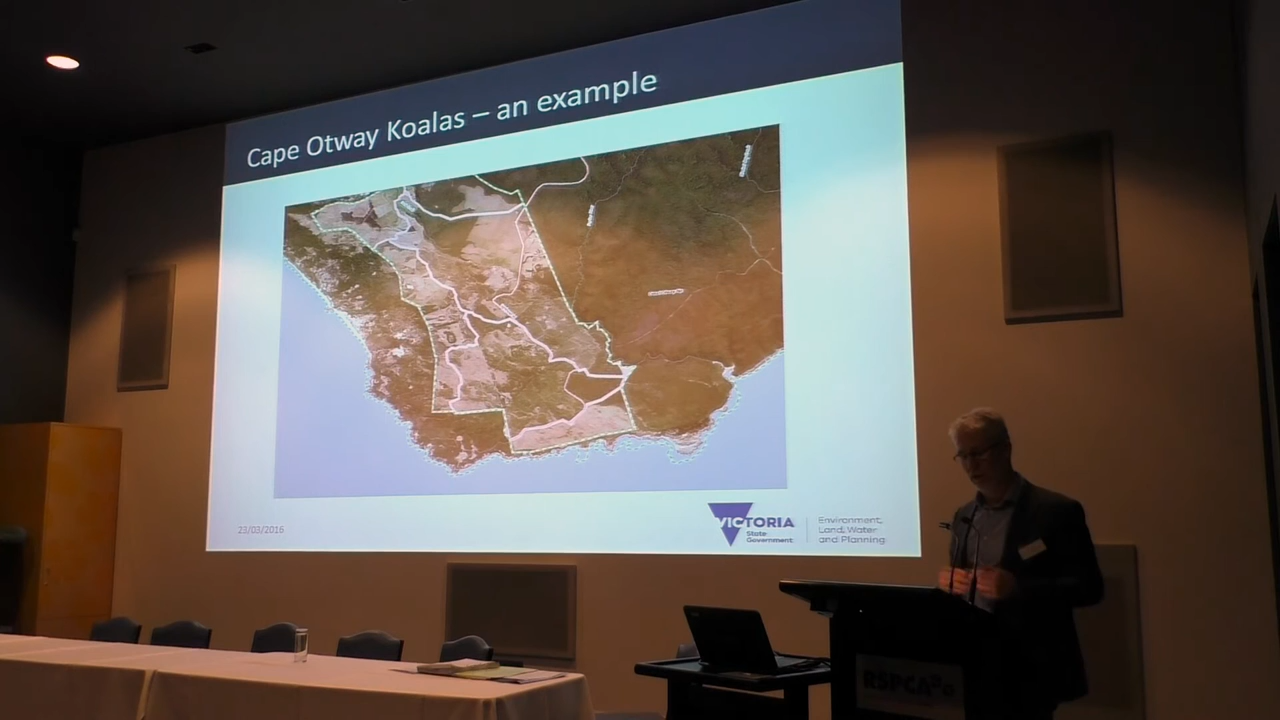 Cape Otway Koalas – an example
23/03/2016
VICTORIA
State
Government
Environment,
Land, Water
and Planning
RSPCA